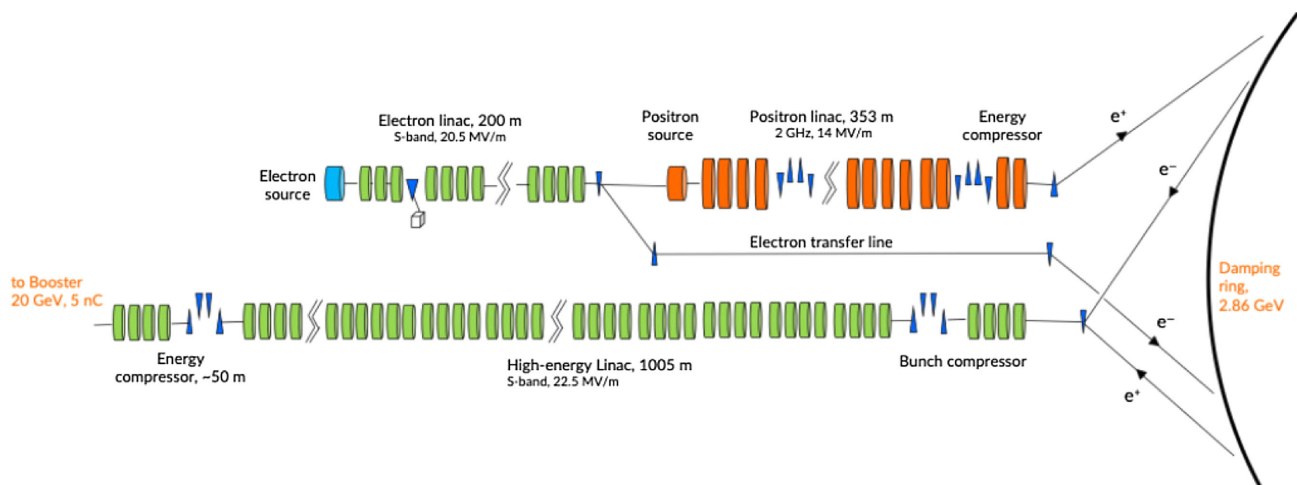 Electron linac, 200 m
S-band, 20.5 MV/m
Positron
source
Positron linac, 353 m
2 GHz, 14 MV/m
Energy
compressor
e⁺
e⁻
Electron
source
Electron transfer line
to Booster
20 GeV, 5 nC
Damping
ring,
2.86 GeV
e⁻
Energy
compressor, ~50 m
High-energy Linac, 1005 m
S-band, 22.5 MV/m
Bunch compressor
e⁺